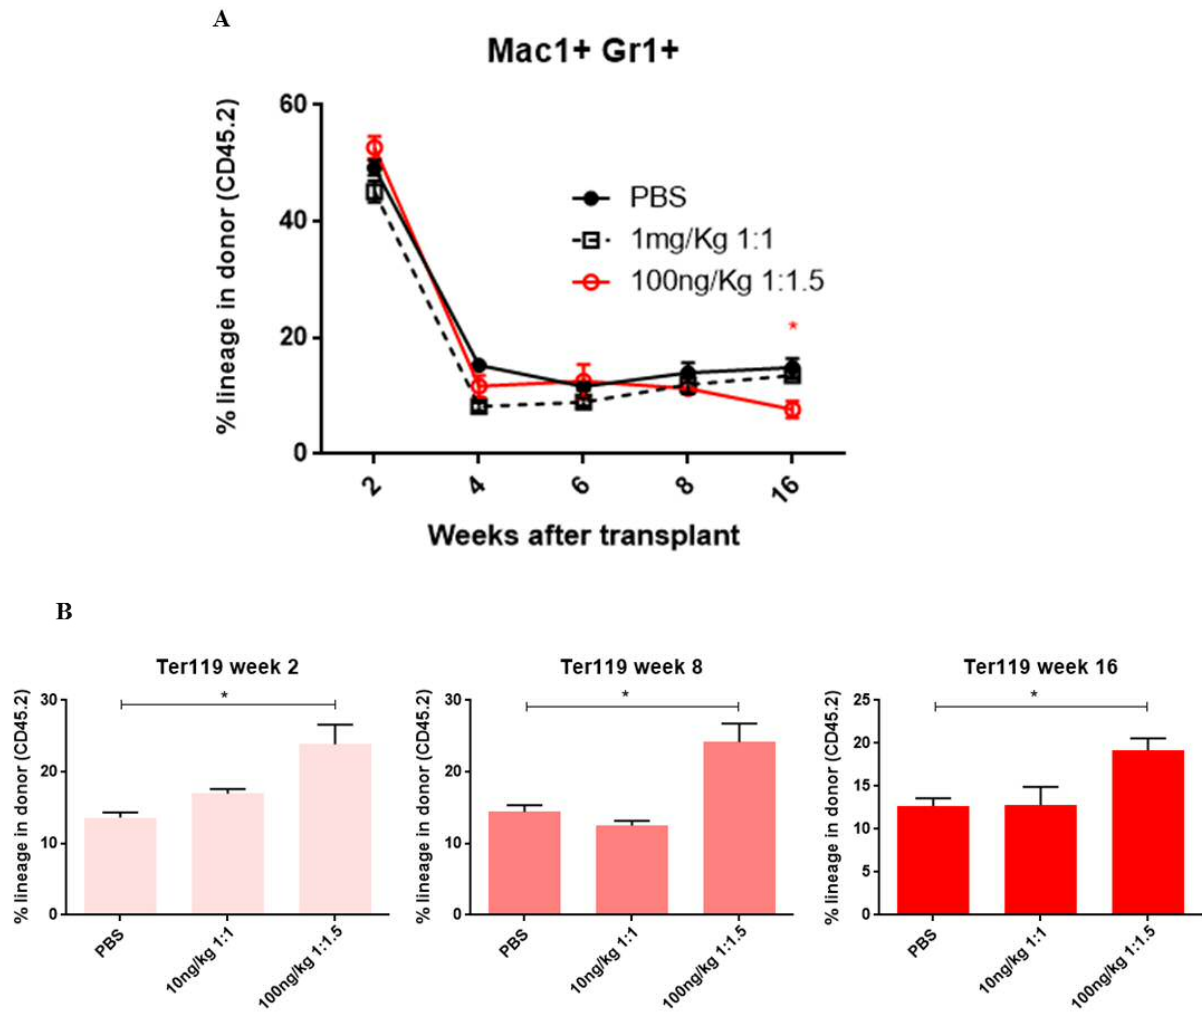 A
Mac1+ Gr1+
% lineage in donor (CD45.2)
60
40
20
0
PBS
1mg/Kg 1:1
100ng/Kg 1:1.5
*
2 4 6 8 16
Weeks after transplant
B
Ter119 week 2
% lineage in donor (CD45.2)
30
20
10
0
*
PBS
10ng/kg 1:1
100ng/kg 1:1.5
Ter119 week 8
% lineage in donor (CD45.2)
30
20
10
0
*
PBS
10ng/kg 1:1
100ng/kg 1:1.5
Ter119 week 16
% lineage in donor (CD45.2)
25
20
15
10
5
0
*
PBS
10ng/kg 1:1
100ng/kg 1:1.5